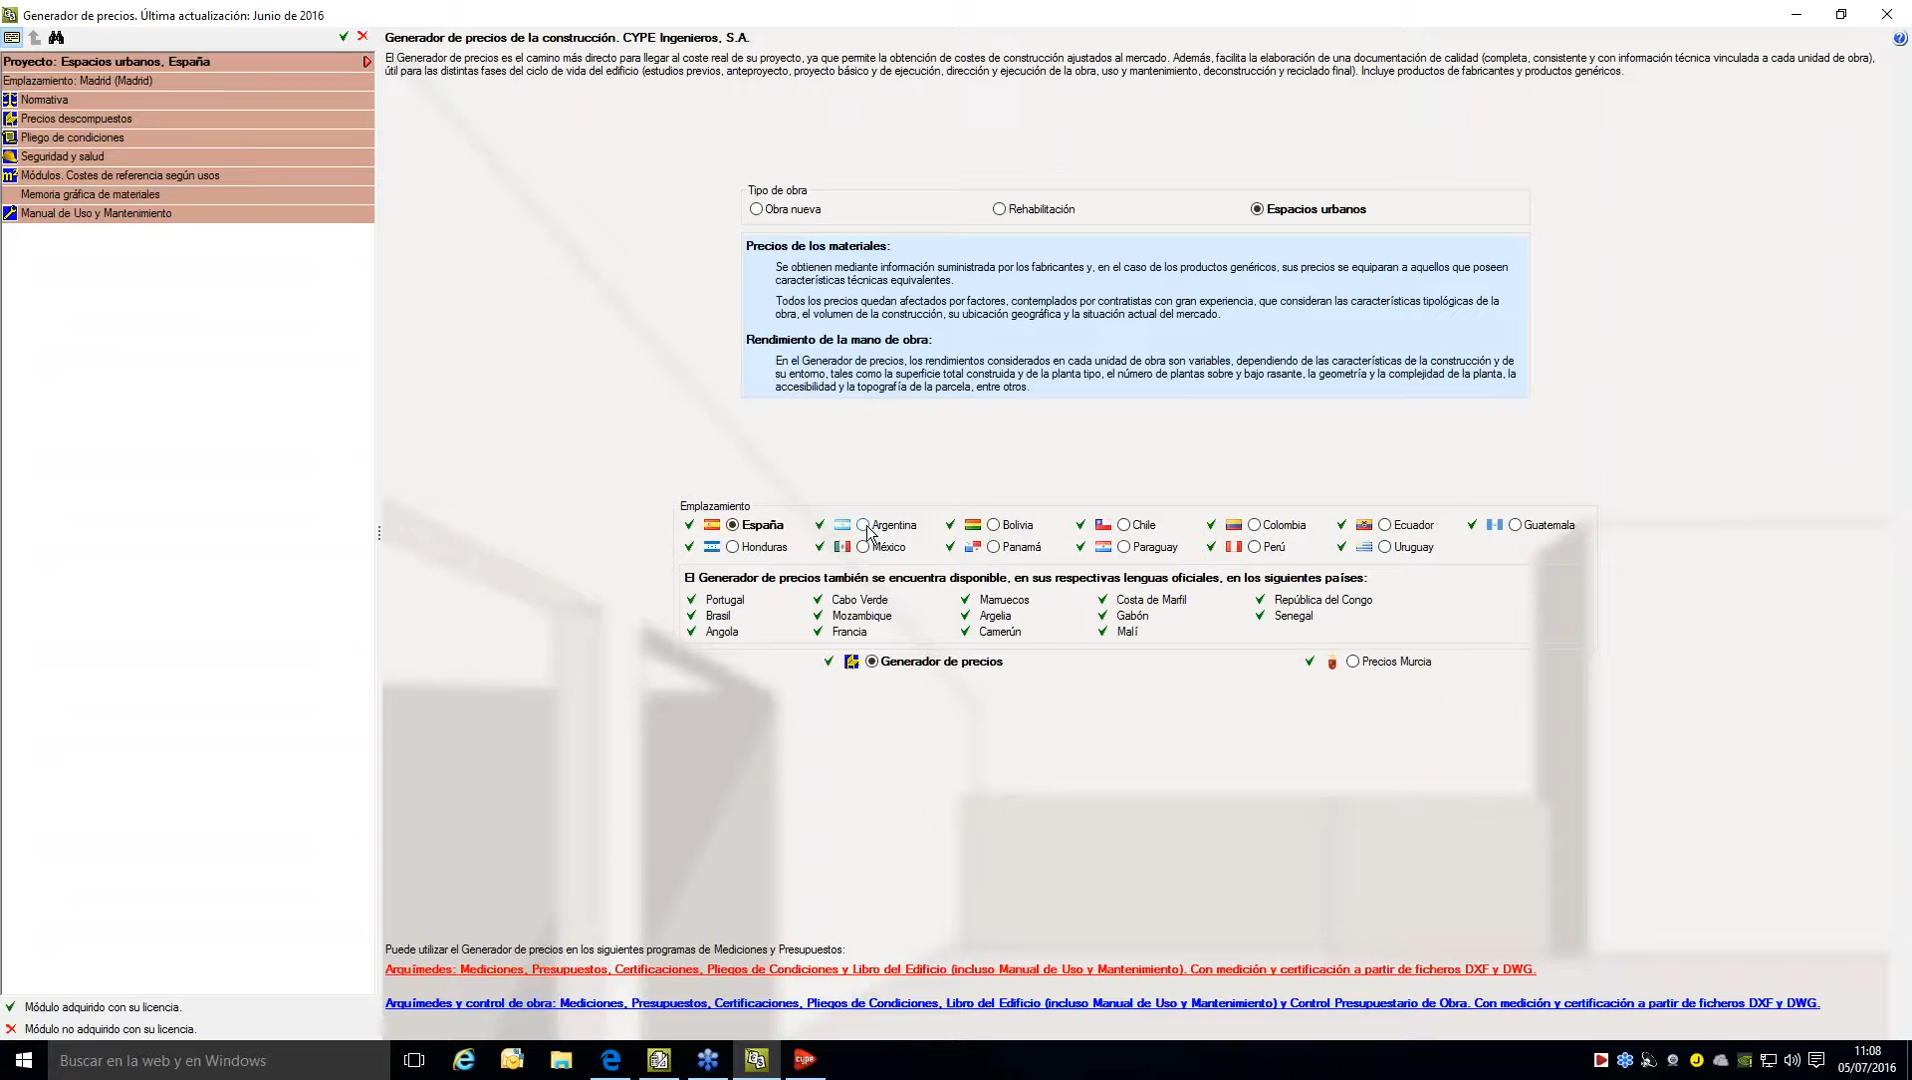 Generador de precios. Última actualización: Junio de 2016
Proyecto: Espacios urbanos, España
Emplazamiento: Madrid (Madrid)
Normativa
Precios descompuestos
Pliego de condiciones
Seguridad y salud
Módulos. Costes de referencia según usos
Memoria gráfica de materiales
Manual de Uso y Mantenimiento
Generador de precios de la construcción. CYPE Ingenieros, S.A.
El Generador de precios es el camino más directo para llegar al coste real de su proyecto, ya que permite la obtención de costes de construcción ajustados al mercado. Además, facilita la elaboración de una documentación de calidad (completa, consistente y con información técnica vinculada a cada unidad de obra),
útil para las distintas fases del ciclo de vida del edificio (estudios previos, anteproyecto, proyecto básico y de ejecución, dirección y ejecución de la obra, uso y mantenimiento, deconstrucción y reciclado final). Incluye productos de fabricantes y productos genéricos.
Tipo de obra
Obra nueva Rehabilitación Espacios urbanos
Precios de los materiales:
Se obtienen mediante información suministrada por los fabricantes y, en el caso de los productos genéricos, sus precios se equiparan a aquellos que poseen
características técnicas equivalentes.
Todos los precios quedan afectados por factores, contemplados por contratistas con gran experiencia, que consideran las características tipológicas de la
obra, el volumen de la construcción, su ubicación geográfica y la situación actual del mercado.
Rendimiento de la mano de obra:
En el Generador de precios, los rendimientos considerados en cada unidad de obra son variables, dependiendo de las características de la construcción y de
su entorno, tales como la superficie total construida y de la planta tipo, el número de plantas sobre y bajo rasante, la geometría y la complejidad de la planta, la
accesibilidad y la topografía de la parcela, entre otros.
Emplazamiento
España Argentina Bolivia Chile Colombia Ecuador Guatemala
Honduras México Panamá Paraguay Perú Uruguay
El Generador de precios también se encuentra disponible, en sus respectivas lenguas oficiales, en los siguientes países:
Portugal Cabo Verde Marruecos Costa de Marfil República del Congo
Brasil Mozambique Argelia Gabón Senegal
Angola Francia Camerún Malí
Generador de precios Precios Murcia
Puede utilizar el Generador de precios en los siguientes programas de Mediciones y Presupuestos:
Arquímedes: Mediciones, Presupuestos, Certificaciones, Pliegos de Condiciones y Libro del Edificio (incluso Manual de Uso y Mantenimiento). Con medición y certificación a partir de ficheros DXF y DWG.
Arquímedes y control de obra: Mediciones, Presupuestos, Certificaciones, Pliegos de Condiciones, Libro del Edificio (incluso Manual de Uso y Mantenimiento) y Control Presupuestario de Obra. Con medición y certificación a partir de ficheros DXF y DWG.
Módulo adquirido con su licencia.
Módulo no adquirido con su licencia.
Buscar en la web y en Windows
cype
11:08
05/07/2016